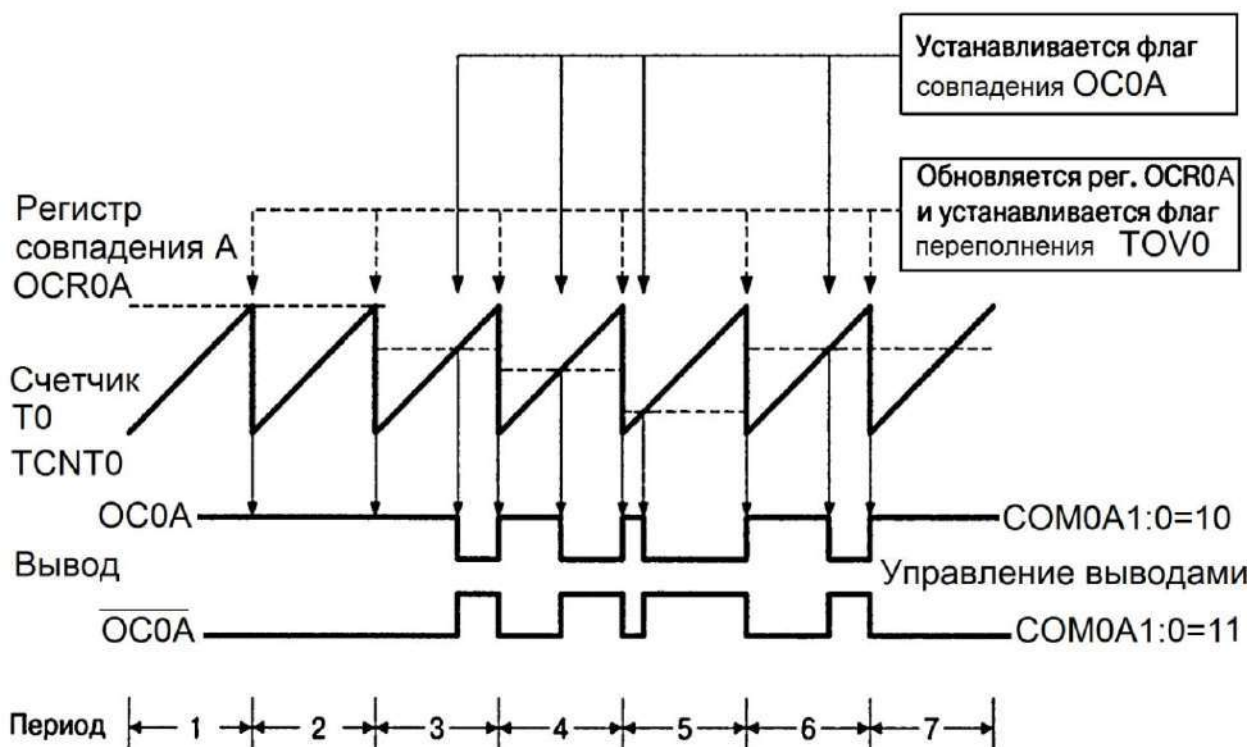 Устанавливается флаг
совпадения OC0A
Обновляется рег. OCR0A
и устанавливается флаг
переполнения TOV0
Регистр
совпадения А
OCR0A
Счетчик
T0
TCNT0
OC0A
COM0A1:0=10
Вывод
Управление выводами
OC0A
COM0A1:0=11
Период 1 2 3 4 5 6 7